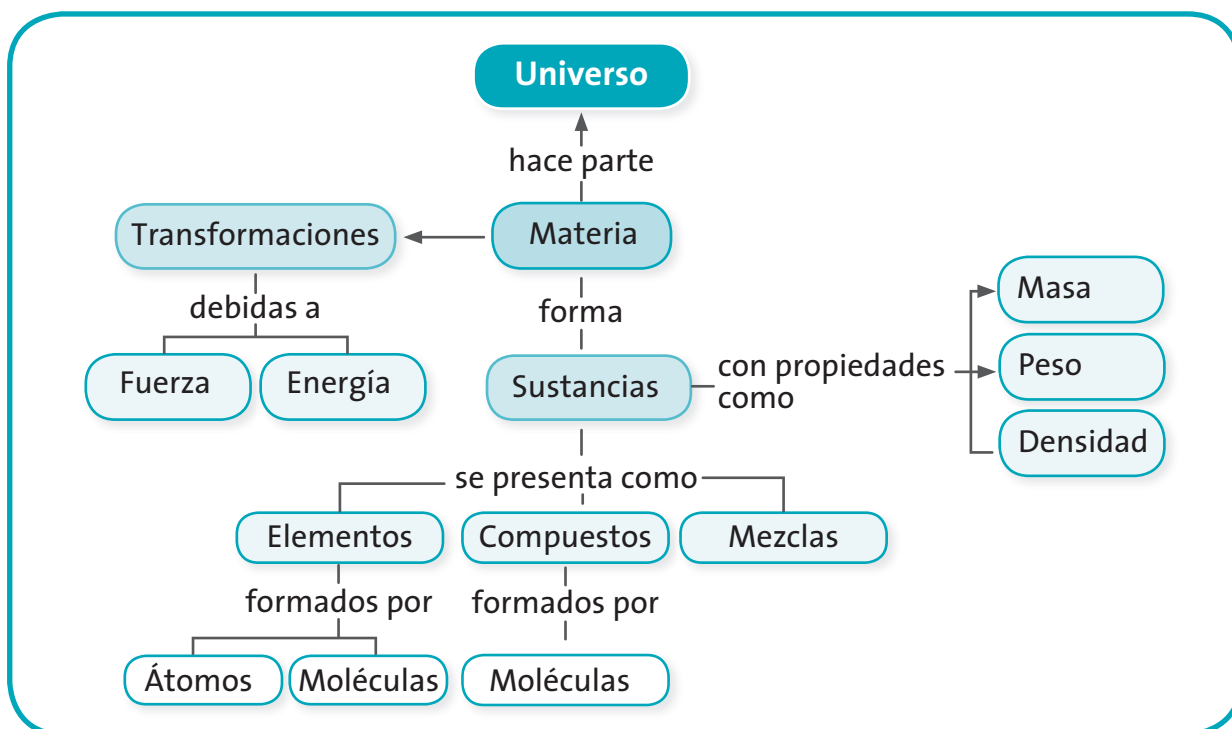 Universo
hace parte
Transformaciones
Materia
debidas a
forma
Masa
Fuerza
Energía
Sustancias
con propiedades
como
Peso
Densidad
se presenta como
Elementos
Compuestos
Mezclas
formados por
formados por
Átomos
Moléculas
Moléculas